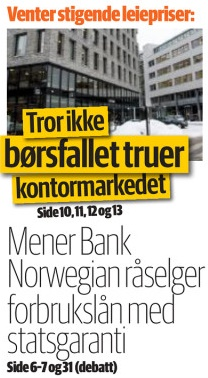 Venter stigende leiepriser:
Tror ikke
børsfallet truer
kontormarkedet
Side 10, 11, 12 og 13
Mener Bank
Norwegian råselger
forbrukslån med
statsgaranti
Side 6-7 og 31 (debatt)